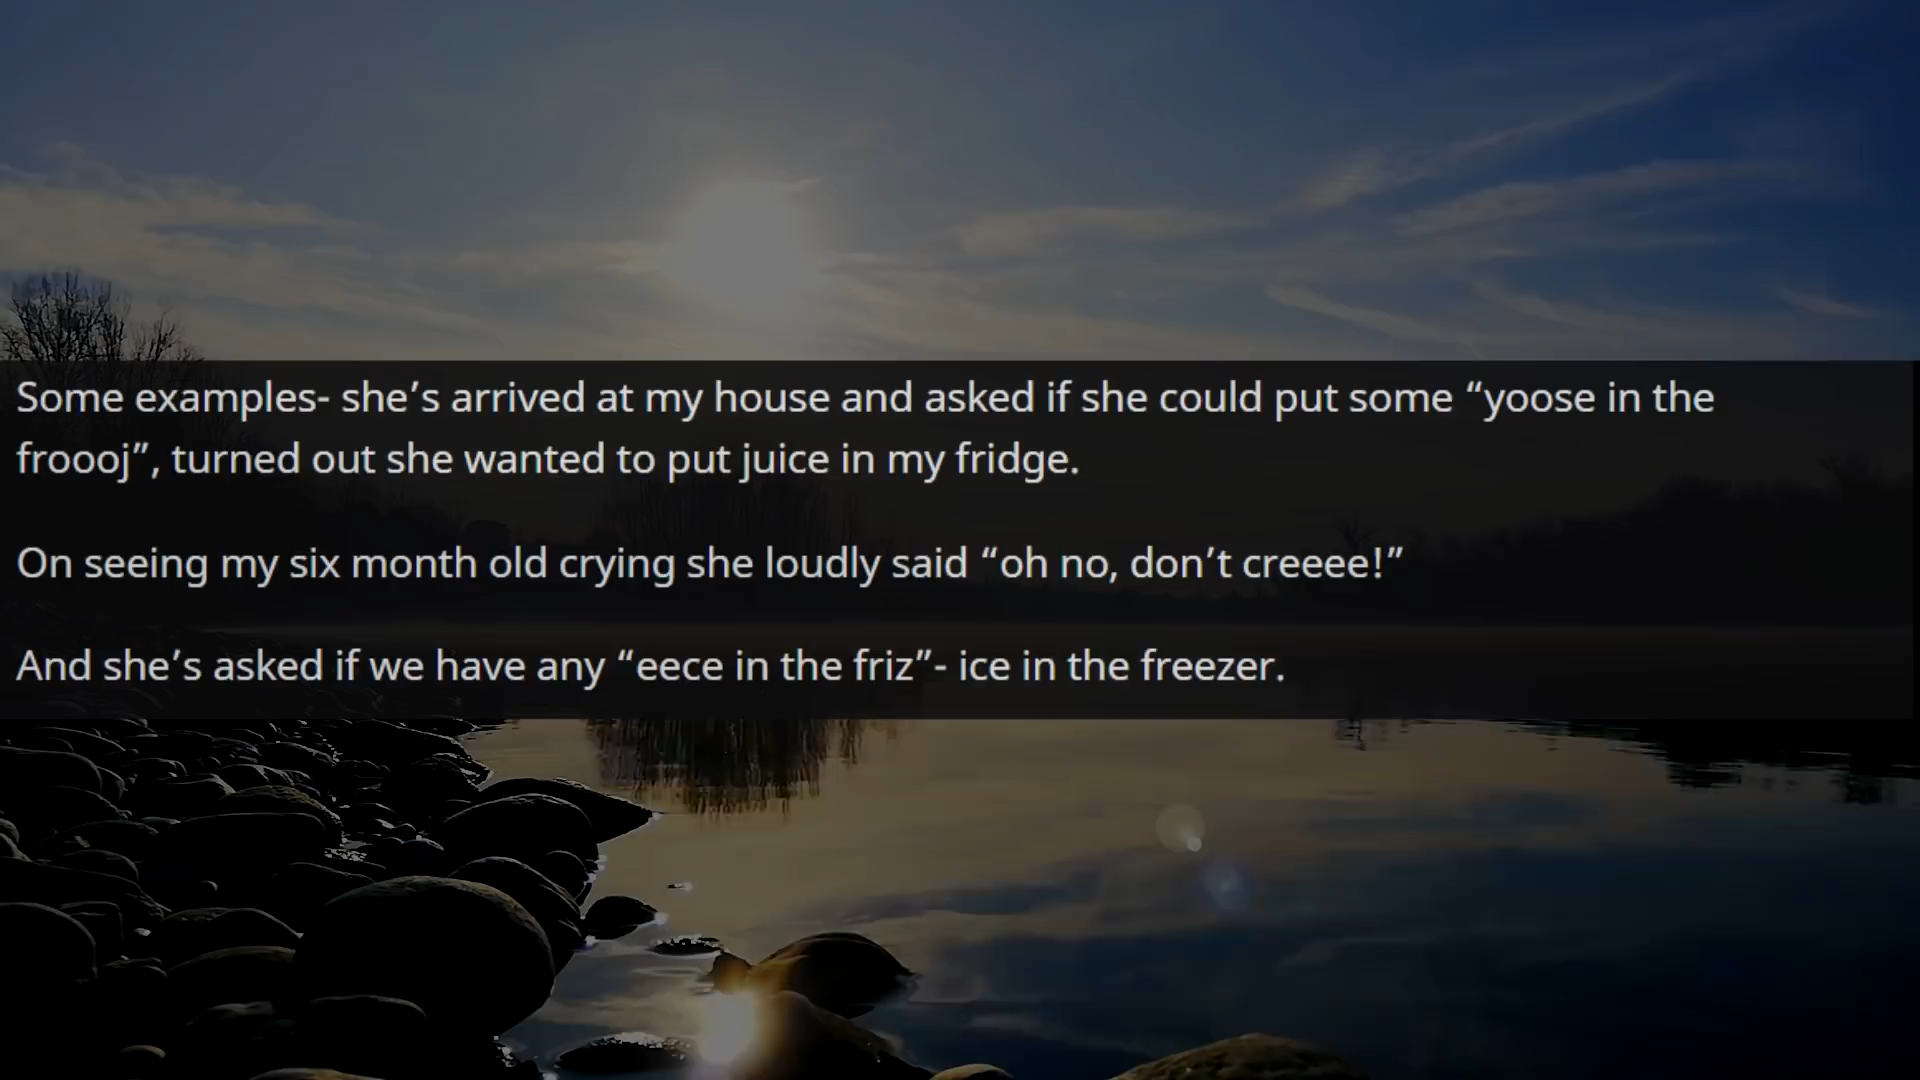 Some examples- she’s arrived at my house and asked if she could put some “yoose in the
froooj”, turned out she wanted to put juice in my fridge.
On seeing my six month old crying she loudly said “oh no, don’t creeee!”
And she’s asked if we have any “eece in the friz”- ice in the freezer.